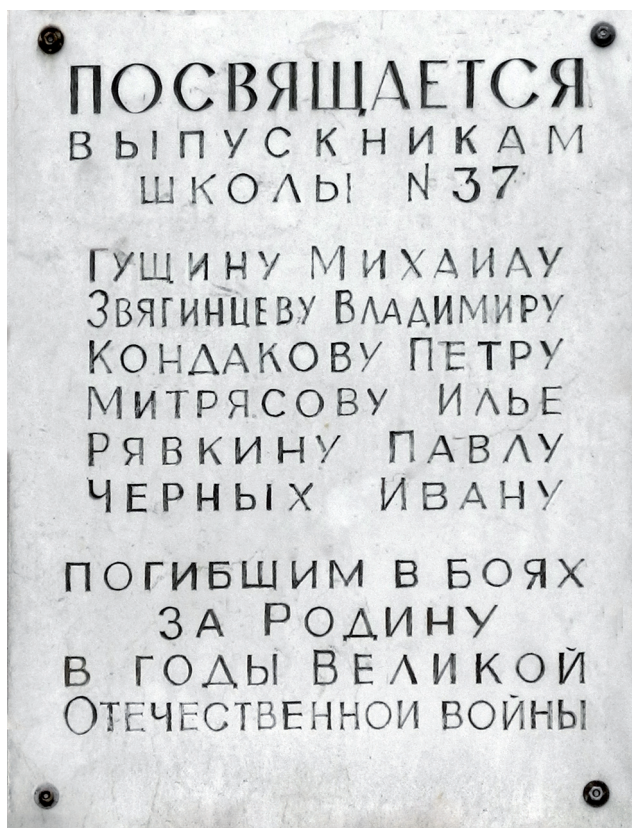 ПОСВЯЩАЕТСЯ
ВЫПУСКНИКАМ
ШКОЛЫ N 37
ГУЩИНУ МИХАИЛУ
ЗВЯГИНЦЕВУ ВЛАДИМИРУ
КОНДАКОВУ ПЕТРУ
МИТРЯСОВУ ИЛЬЕ
РЯВКИНУ ПАВЛУ
ЧЕРНЫХ ИВАНУ
ПОГИБШИМ В БОЯХ
ЗА РОДИНУ
В ГОДЫ ВЕЛИКОЙ
ОТЕЧЕСТВЕННОЙ ВОЙНЫ